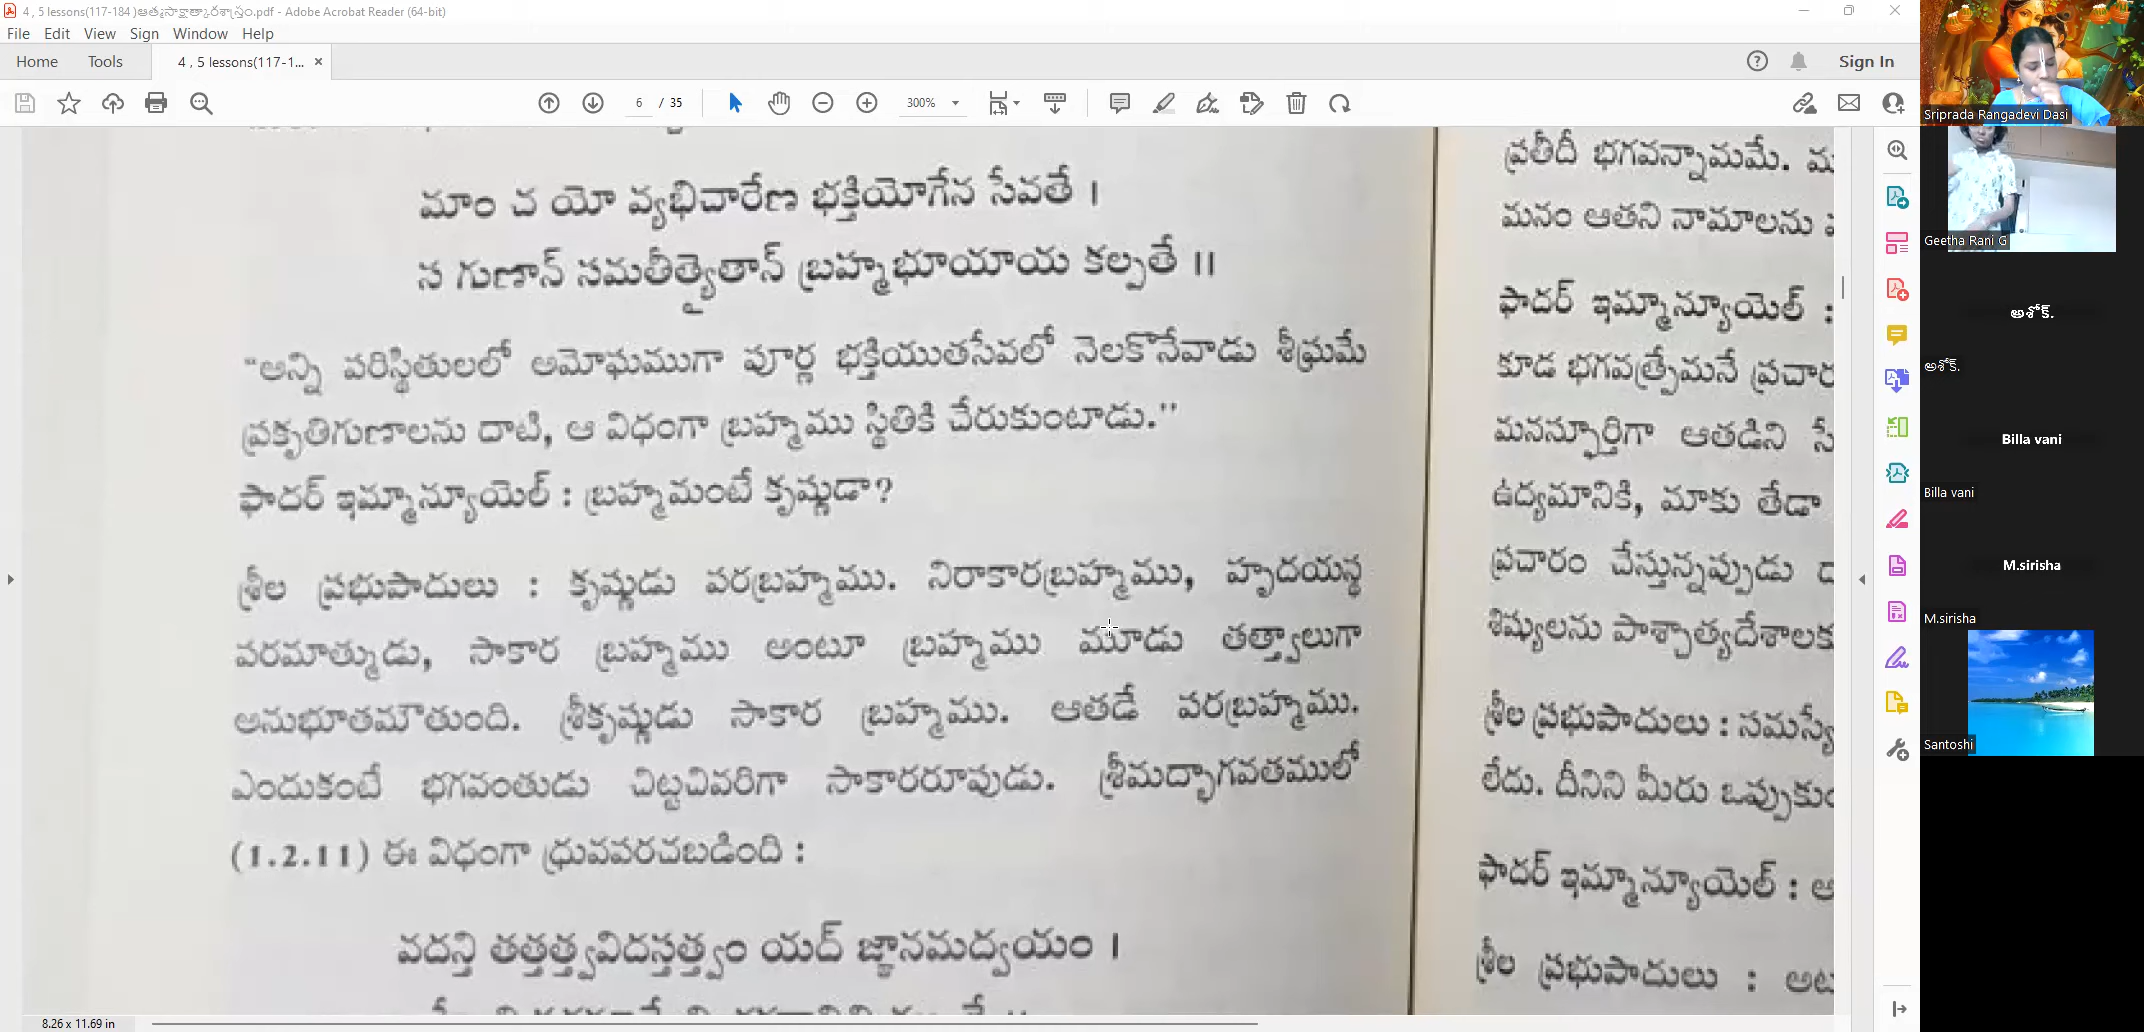 4 , 5 lessons(117-184 )ఆత్మసాక్షాత్కారశాస్త్రం.pdf - Adobe Acrobat Reader (64-bit)
File Edit View Sign Window Help
Home Tools 4 , 5 lessons(117-1... × Sign In
6 / 35 300%
మాం చ యో వ్యభిచారేణ భక్తియోగేన సేవతే ।
స గుణాన్ సమతీత్యైతాన్ బ్రహ్మభూయాయ కల్పతే ॥
"అన్ని పరిస్థితులలో అమోఘముగా పూర్ణ భక్తియుతసేవలో నెలకొనేవాడు శీఘ్రమే
ప్రకృతిగుణాలను దాటి, ఆ విధంగా బ్రహ్మము స్థితికి చేరుకుంటాడు."
ఫాదర్ ఇమ్మాన్యూయెల్ : బ్రహ్మమంటే కృష్ణుడా?
శ్రీల ప్రభుపాదులు : కృష్ణుడు పరబ్రహ్మము. నిరాకారబ్రహ్మము, హృదయస్థ
పరమాత్ముడు, సాకార బ్రహ్మము అంటూ బ్రహ్మము మూడు తత్త్వాలుగా
అనుభూతమౌతుంది. శ్రీకృష్ణుడు సాకార బ్రహ్మము. ఆతడే పరబ్రహ్మము.
ఎందుకంటే భగవంతుడు చిట్టచివరిగా సాకారరూపుడు. శ్రీమద్భాగవతములో
(1.2.11) ఈ విధంగా ధ్రువపరచబడింది :
వదన్తి తత్తత్త్వవిదస్తత్త్వం యద్ జ్ఞానమద్వయం ।
ప్రతీదీ భగవన్నామమే.
మనం ఆతని నామాలను
ఫాదర్ ఇమ్మాన్యూయెల్ :
కూడ భగవత్ప్రేమనే
మనస్ఫూర్తిగా ఆతడిని
ఉద్యమానికి, మాకు తేడా
ప్రచారం చేస్తున్నప్పుడు
శిష్యులను
శ్రీల ప్రభుపాదులు :
లేదు. దీనిని మీరు
ఫాదర్ ఇమ్మాన్యూయెల్ :
శ్రీల ప్రభుపాదులు :
8.26 x 11.69 in
Sriprada Rangadevi Dasi
Geetha Rani G
అశోక్.
అశోక్.
Billa vani
Billa vani
M.sirisha
M.sirisha
Santoshi